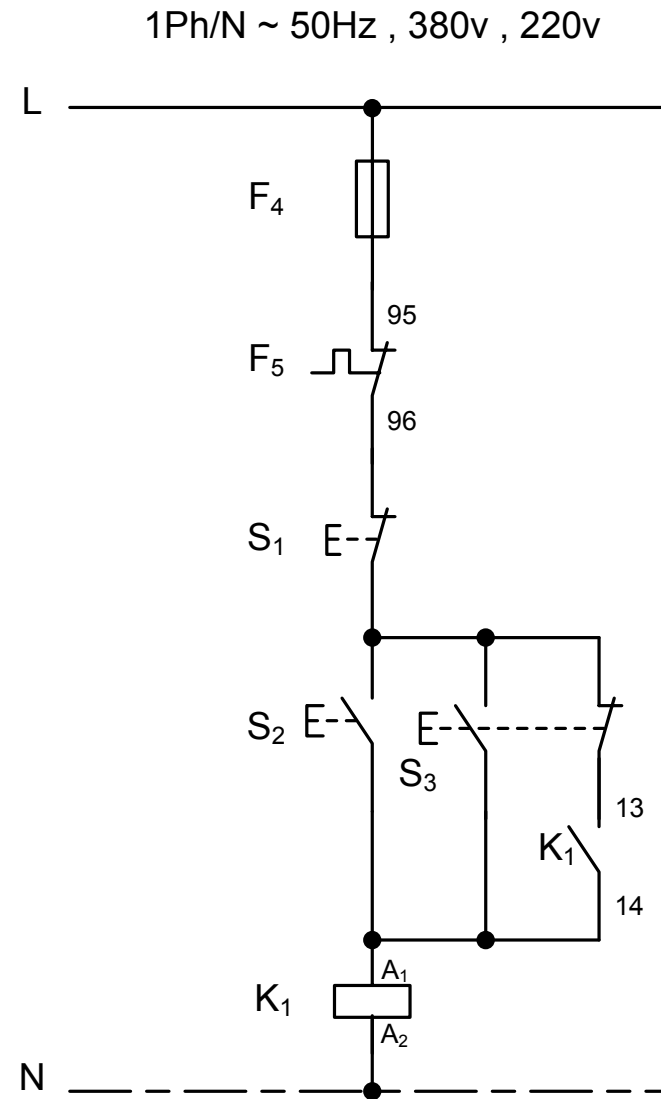 1Ph/N ~ 50Hz , 380v , 220v
L
F4
95
F5
96
S1
S2
S3
13
K1
14
A1
K1
A2
N